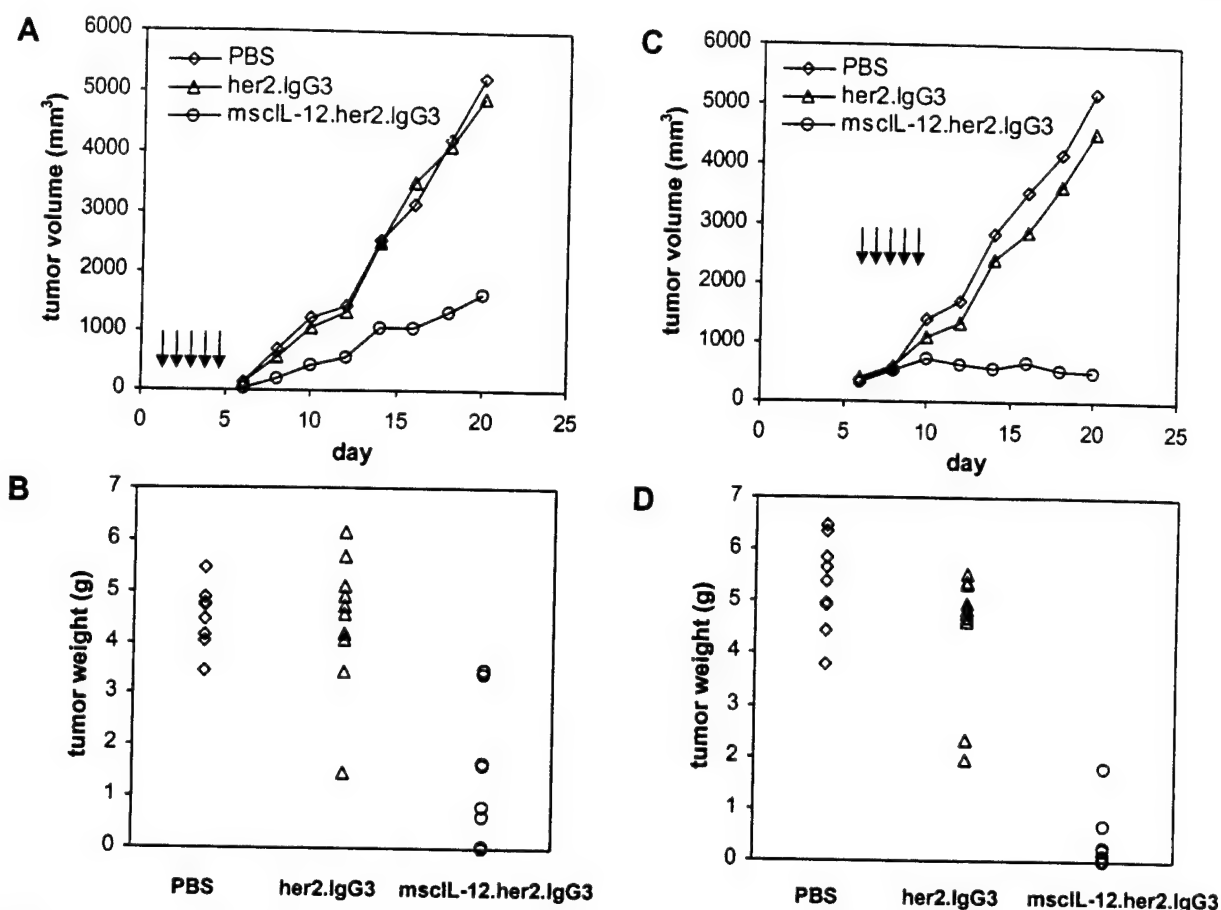 A
6000
5000
4000
3000
2000
1000
0
tumor volume (mm³)
PBS
her2.IgG3
mscIL-12.her2.IgG3
0 5 10 15 20 25
day
C
6000
5000
4000
3000
2000
1000
0
tumor volume (mm³)
PBS
her2.IgG3
mscIL-12.her2.IgG3
0 5 10 15 20 25
day
B
7
6
5
4
3
2
1
0
tumor weight (g)
PBS her2.IgG3 mscIL-12.her2.IgG3
D
7
6
5
4
3
2
1
0
tumor weight (g)
PBS her2.IgG3 mscIL-12.her2.IgG3